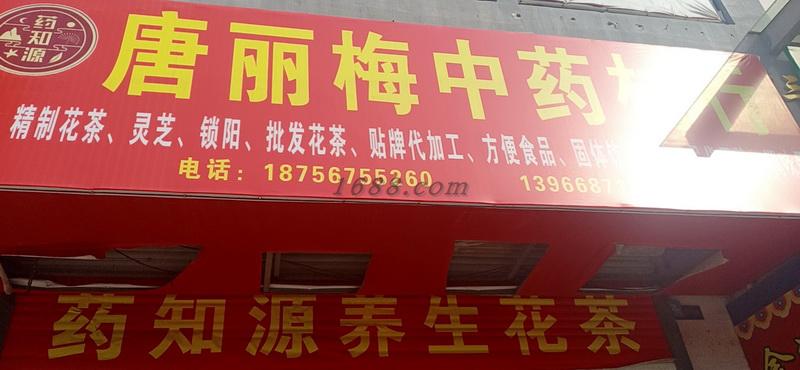 药知源
唐丽梅中药
精制花茶、灵芝、锁阳、批发花茶、贴牌代加工、方便食品、固体
电话：18756755260 139668
1688.com
药知源养生花茶